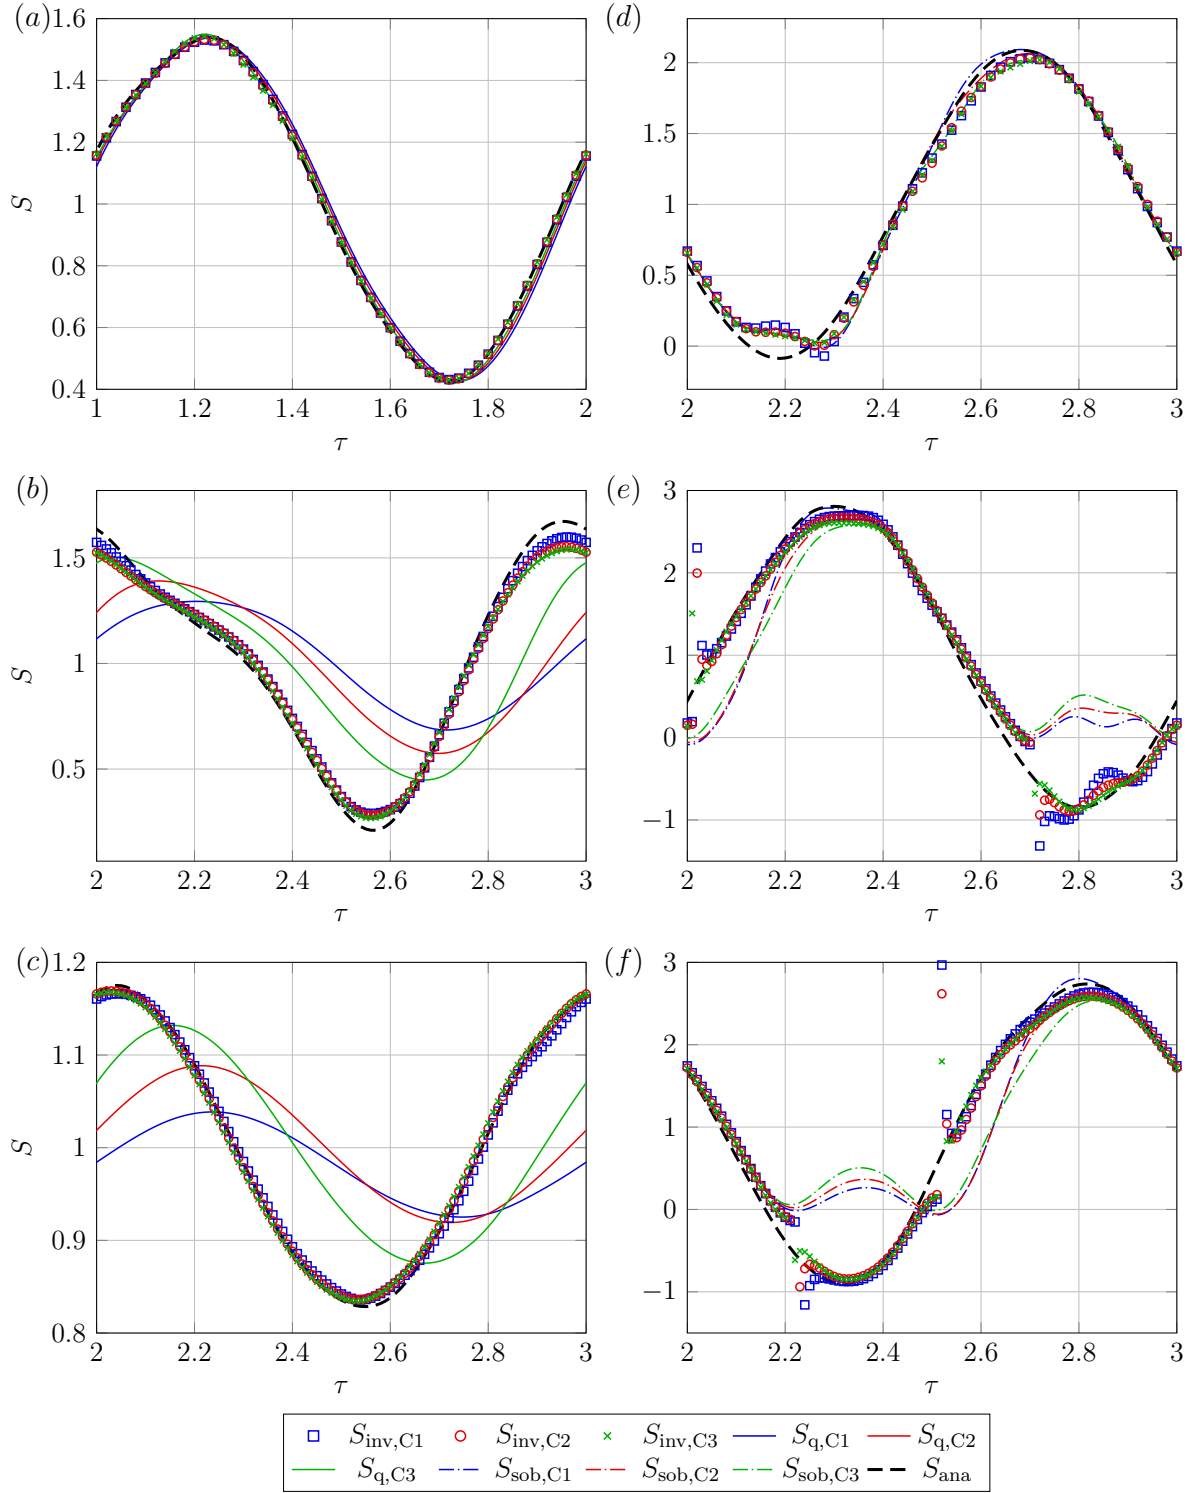 (a)
1.6
1.4
1.2
1
0.8
0.6
0.4
S
1 1.2 1.4 1.6 1.8 2
τ
(d)
2
1.5
1
0.5
0
2 2.2 2.4 2.6 2.8 3
τ
(b)
1.5
1
0.5
S
2 2.2 2.4 2.6 2.8 3
τ
(e)
3
2
1
0
−1
2 2.2 2.4 2.6 2.8 3
τ
(c)
1.2
1.1
1
0.9
0.8
S
2 2.2 2.4 2.6 2.8 3
τ
(f)
3
2
1
0
−1
2 2.2 2.4 2.6 2.8 3
τ
S_inv,C1 S_inv,C2 S_inv,C3 S_q,C1 S_q,C2
S_q,C3 S_sob,C1 S_sob,C2 S_sob,C3 S_ana